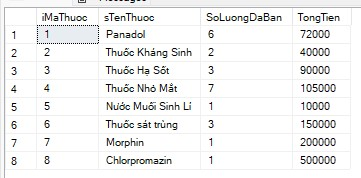 iMaThuoc sTenThuoc SoLuongDaBan TongTien
1 1 Panadol 6 72000
2 2 Thuốc Kháng Sinh 2 40000
3 3 Thuốc Hạ Sốt 3 90000
4 4 Thuốc Nhỏ Mắt 7 105000
5 5 Nước Muối Sinh Lí 1 10000
6 6 Thuốc sát trùng 3 150000
7 7 Morphin 1 200000
8 8 Chlorpromazin 1 500000